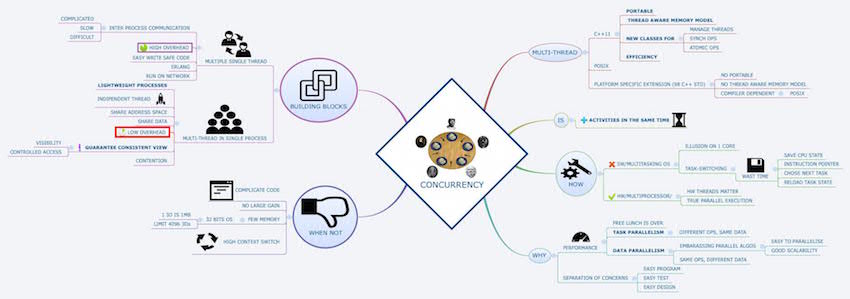 COMPLICATED
SLOW
DIFFICULT
INTER PROCESS COMMUNICATION
HIGH OVERHEAD
EASY WRITE SAFE CODE
ERLANG
RUN ON NETWORK
MULTIPLE SINGLE THREAD
LIGHTWEIGHT PROCESSES
INDIPENDENT THREAD
SHARE ADDRESS SPACE
SHARE DATA
LOW OVERHEAD
VISIBILITY
CONTROLLED ACCESS
GUARANTEE CONSISTENT VIEW
CONTENTION
MULTI-THREAD IN SINGLE PROCESS
BUILDING BLOCKS
COMPLICATE CODE
NO LARGE GAIN
LIMIT 4096 3Ds
32 BITS OS
FEW MEMORY
HIGH CONTEXT SWITCH
WHEN NOT
CONCURRENCY
MULTI-THREAD
C++11
PORTABLE
THREAD AWARE MEMORY MODEL
NEW CLASSES FOR
MANAGE THREADS
SYNCH OPS
ATOMIC OPS
EFFICIENCY
POSIX
PLATFORM SPECIFIC EXTENSION (98 C++ STD)
NO PORTABLE
NO THREAD AWARE MEMORY MODEL
COMPILER DEPENDENT
POSIX
IS
ACTIVITIES IN THE SAME TIME
HOW
SW/MULTITASKING OS
ILLUSION ON 1 CORE
TASK-SWITCHING
WAST TIME
SAVE CPU STATE
INSTRUCTION POINTER
CHOSE NEXT TASK
RELOAD TASK STATE
HW/MULTIPROCESSOR/
HW THREADS MATTER
TRUE PARALLEL EXECUTION
WHY
PERFORMANCE
FREE LUNCH IS OVER
TASK PARALLELISM
DIFFERENT OPS, SAME DATA
DATA PARALLELISM
EMBARASSING PARALLEL ALGOS
EASY TO PARALLELISE
GOOD SCALABILITY
SAME OPS, DIFFERENT DATA
SEPARATION OF CONCERNS
EASY PROGRAM
EASY TEST
EASY DESIGN